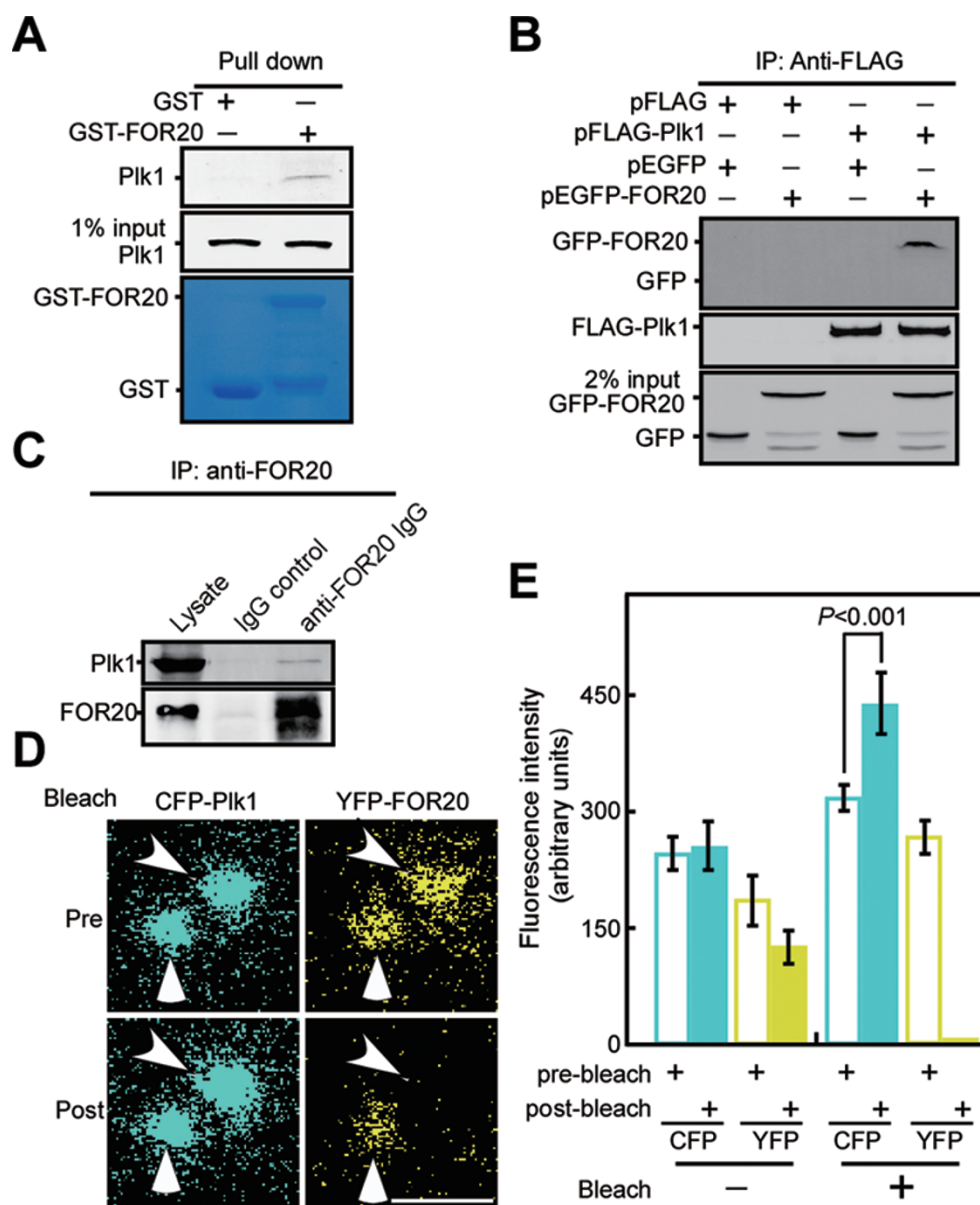 A
Pull down
GST + –
GST-FOR20 – +
Plk1
1% input
Plk1
GST-FOR20
GST
B
IP: Anti-FLAG
pFLAG + + – –
pFLAG-Plk1 – – + +
pEGFP + – + –
pEGFP-FOR20 – + – +
GFP-FOR20
GFP
FLAG-Plk1
2% input
GFP-FOR20
GFP
C
IP: anti-FOR20
Lysate
IgG control
anti-FOR20 IgG
Plk1
FOR20
D
Bleach CFP-Plk1 YFP-FOR20
Pre
Post
E
P<0.001
450
300
150
0
Fluorescence intensity
(arbitrary units)
pre-bleach + + + +
post-bleach + + + +
CFP YFP CFP YFP
Bleach – +